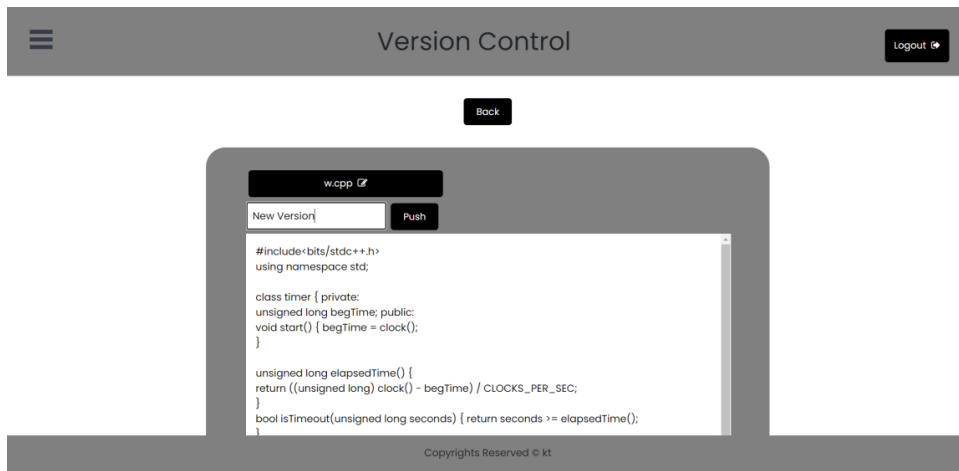 Version Control
Logout
Back
w.cpp
New Version
Push
#include<bits/stdc++.h>
using namespace std;
class timer { private:
unsigned long begTime; public:
void start() { begTime = clock();
}
unsigned long elapsedTime() {
return ((unsigned long) clock() - begTime) / CLOCKS_PER_SEC;
}
bool isTimeout(unsigned long seconds) { return seconds >= elapsedTime();
}
Copyrights Reserved © kt